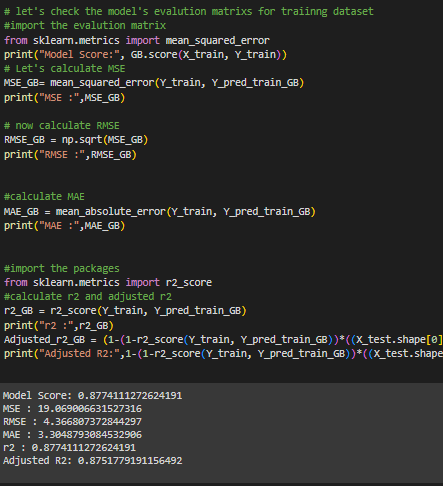 # let's check the model's evalution matrixs for traiinng dataset
#import the evalution matrix
from sklearn.metrics import mean_squared_error
print("Model Score:", GB.score(X_train, Y_train))
# Let's calculate MSE
MSE_GB= mean_squared_error(Y_train, Y_pred_train_GB)
print("MSE :",MSE_GB)
# now calculate RMSE
RMSE_GB = np.sqrt(MSE_GB)
print("RMSE :",RMSE_GB)
#calculate MAE
MAE_GB = mean_absolute_error(Y_train, Y_pred_train_GB)
print("MAE :",MAE_GB)
#import the packages
from sklearn.metrics import r2_score
#calculate r2 and adjusted r2
r2_GB = r2_score(Y_train, Y_pred_train_GB)
print("r2 :",r2_GB)
Adjusted_r2_GB = (1-(1-r2_score(Y_train, Y_pred_train_GB))*((X_test.shape[0]
print("Adjusted R2:",1-(1-r2_score(Y_train, Y_pred_train_GB))*((X_test.shape
Model Score: 0.8774111272624191
MSE : 19.069006631527316
RMSE : 4.366807372844297
MAE : 3.3048793084532906
r2 : 0.8774111272624191
Adjusted R2: 0.8751779191156492